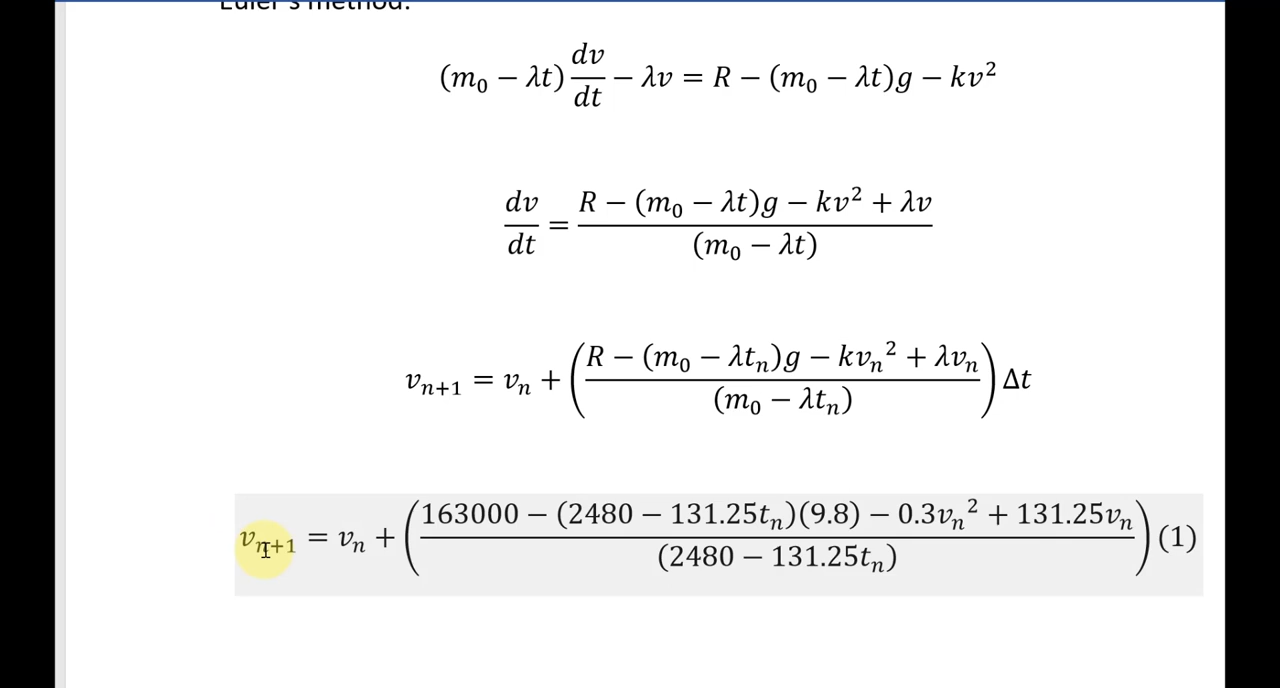 Euler's method:
(m₀ − λt) dv/dt − λv = R − (m₀ − λt)g − kv²
dv/dt = (R − (m₀ − λt)g − kv² + λv)/(m₀ − λt)
vₙ₊₁ = vₙ + ((R − (m₀ − λtₙ)g − kvₙ² + λvₙ)/(m₀ − λtₙ)) Δt
vₙ₊₁ = vₙ + ((163000 − (2480 − 131.25tₙ)(9.8) − 0.3vₙ² + 131.25vₙ)/(2480 − 131.25tₙ)) (1)